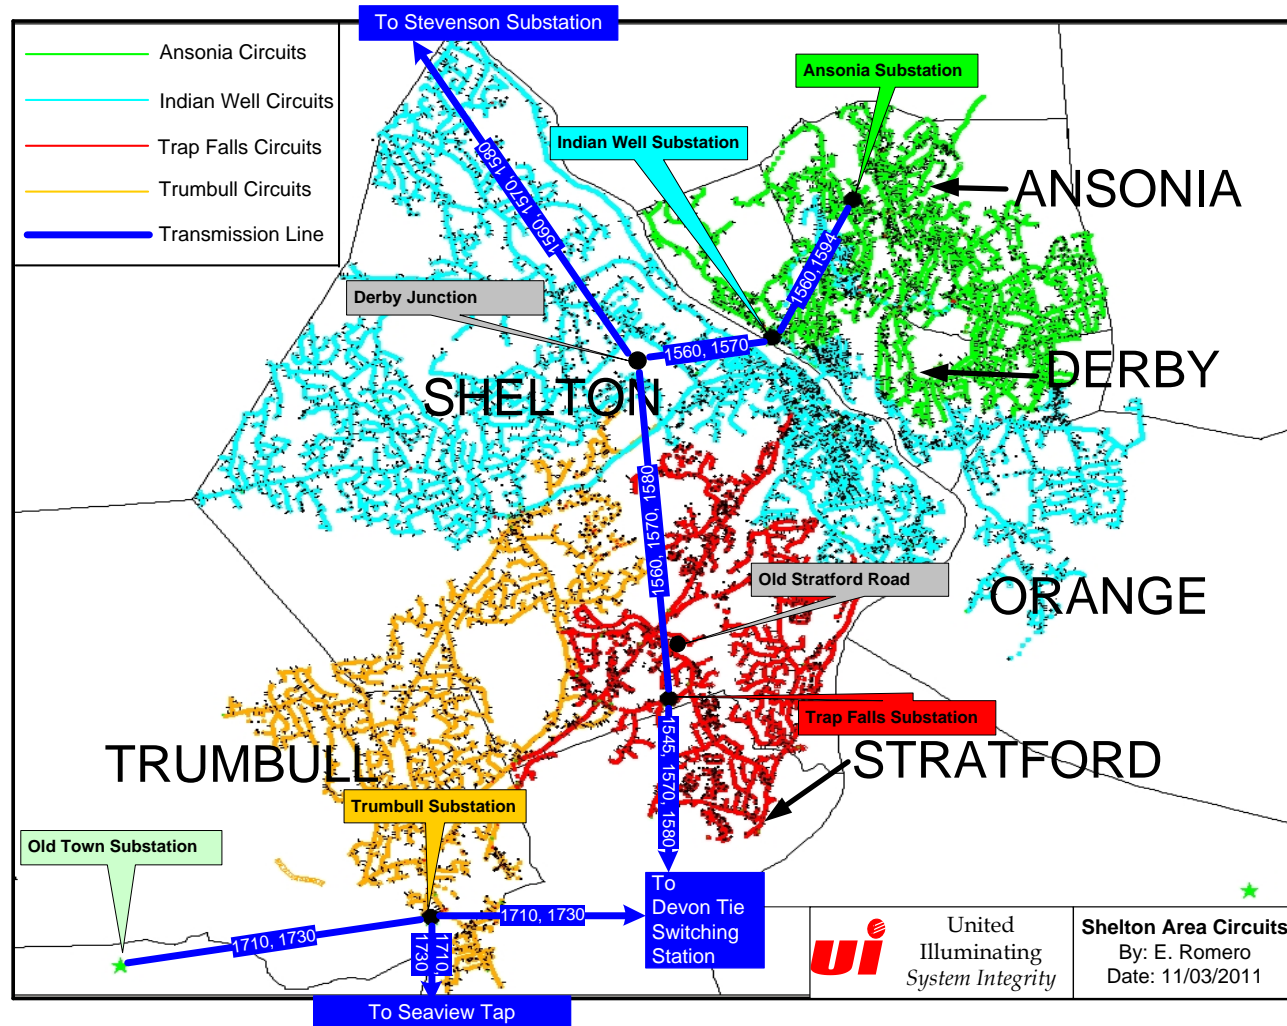 To Stevenson Substation
Ansonia Circuits
Indian Well Circuits
Trap Falls Circuits
Trumbull Circuits
Transmission Line
Ansonia Substation
Indian Well Substation
1560, 1570, 1580
ANSONIA
1560,1594
Derby Junction
1560, 1570
SHELTON
DERBY
1560, 1570, 1580
Old Stratford Road
ORANGE
Trap Falls Substation
STRATFORD
TRUMBULL
1545, 1570, 1580
Trumbull Substation
Old Town Substation
To
Devon Tie
Switching
Station
1710, 1730
1710, 1730
1710,
1730
To Seaview Tap
ui
United
Illuminating
System Integrity
Shelton Area Circuits
By: E. Romero
Date: 11/03/2011